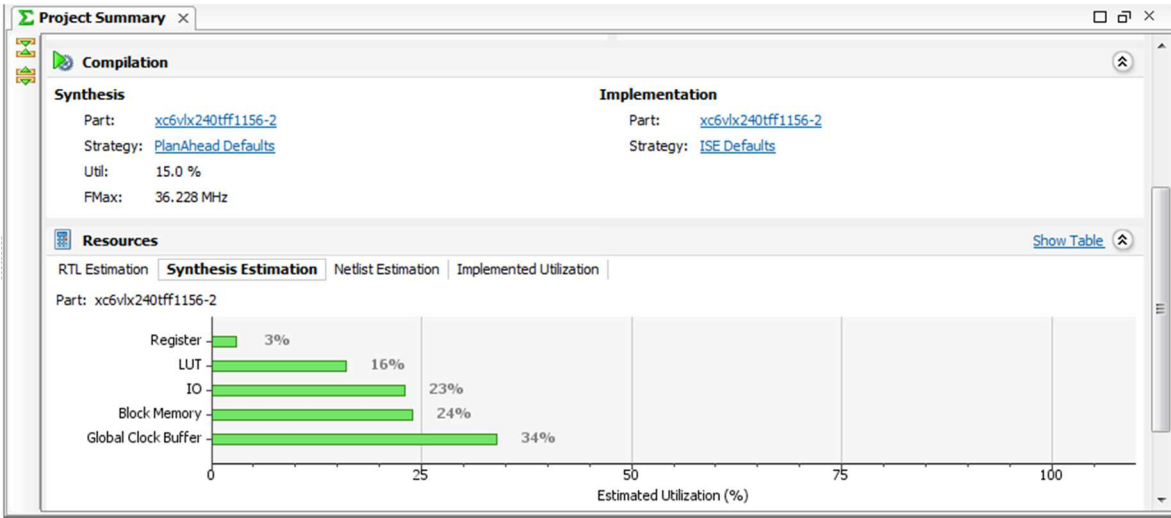 Project Summary
Compilation
Synthesis
Implementation
Part: xc6vlx240tff1156-2
Part: xc6vlx240tff1156-2
Strategy: PlanAhead Defaults
Strategy: ISE Defaults
Util: 15.0 %
FMax: 36.228 MHz
Resources
Show Table
RTL Estimation Synthesis Estimation Netlist Estimation Implemented Utilization
Part: xc6vlx240tff1156-2
Register 3%
LUT 16%
IO 23%
Block Memory 24%
Global Clock Buffer 34%
0 25 50 75 100
Estimated Utilization (%)